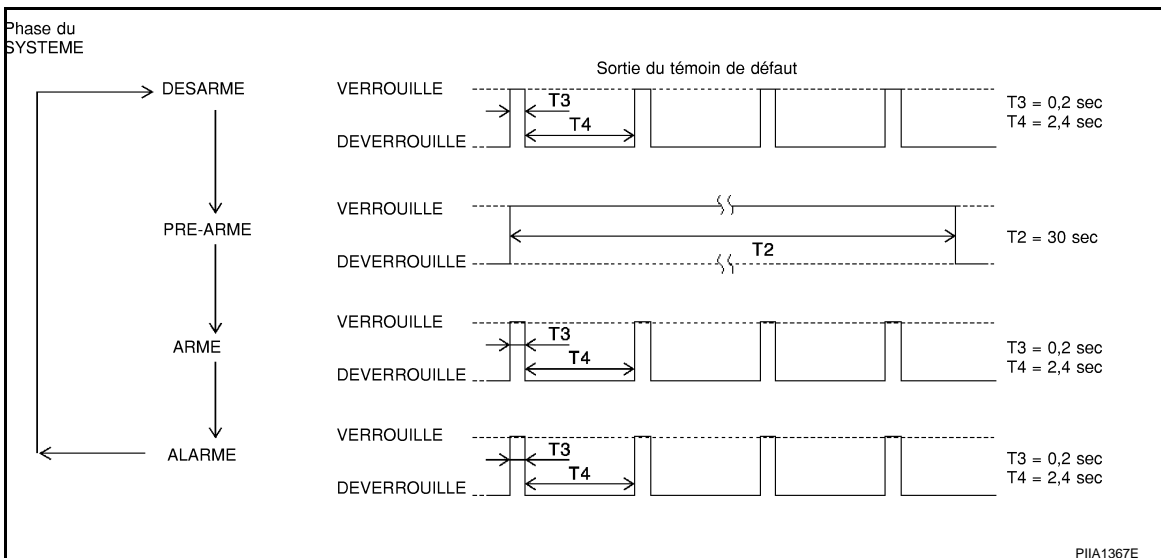 Phase du
SYSTEME
Sortie du témoin de défaut
DESARME
VERROUILLE
T3
T4
DEVERROUILLE
T3 = 0,2 sec
T4 = 2,4 sec
PRE-ARME
VERROUILLE
T2
DEVERROUILLE
T2 = 30 sec
ARME
VERROUILLE
T3
T4
DEVERROUILLE
T3 = 0,2 sec
T4 = 2,4 sec
ALARME
VERROUILLE
T3
T4
DEVERROUILLE
T3 = 0,2 sec
T4 = 2,4 sec
PIIA1367E